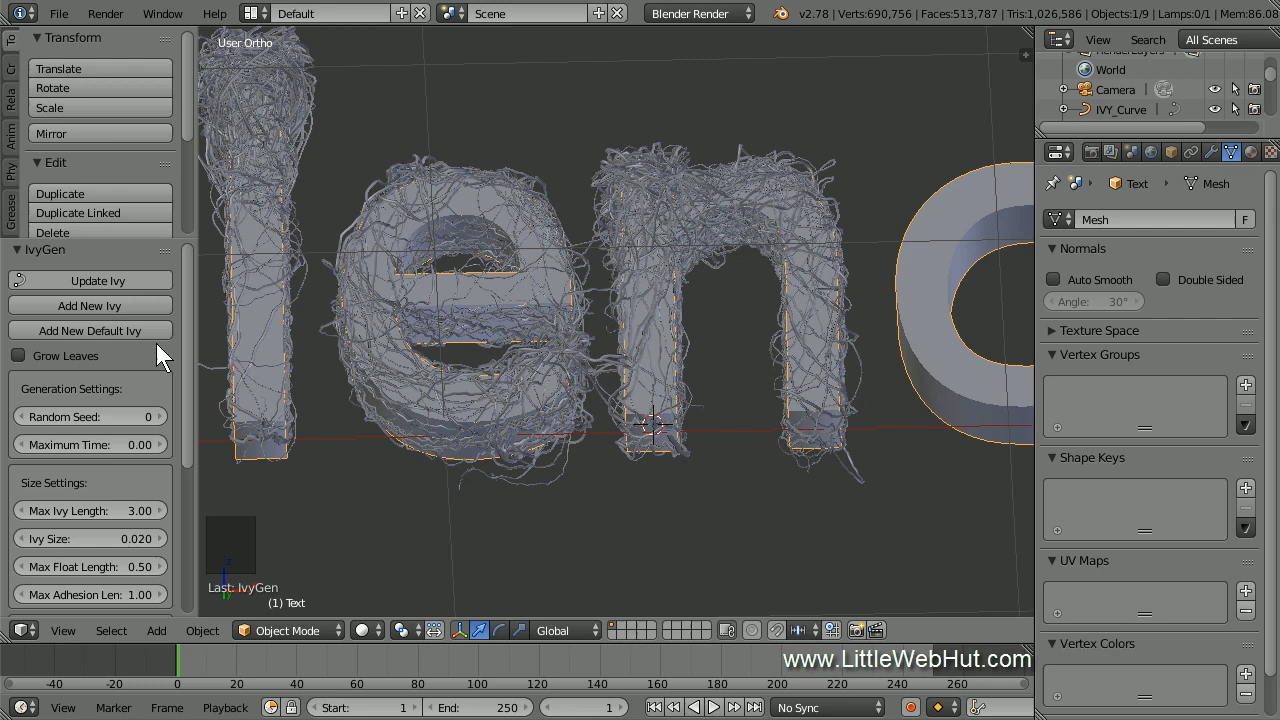 File Render Window Help Default Scene Blender Render v2.78 | Verts:690,756 | Faces:513,787 | Tris:1,026,586 | Objects:1/9 | Lamps:0/1 | Mem:86.08
To
Cr
Rela
Anim
Phy
Grease
Transform
Translate
Rotate
Scale
Mirror
Edit
Duplicate
Duplicate Linked
Delete
IvyGen
Update Ivy
Add New Ivy
Add New Default Ivy
Grow Leaves
Generation Settings:
Random Seed: 0
Maximum Time: 0.00
Size Settings:
Max Ivy Length: 3.00
Ivy Size: 0.020
Max Float Length: 0.50
Max Adhesion Len: 1.00
User Ortho
len
Last: IvyGen
(1) Text
View Select Add Object Object Mode Global
www.LittleWebHut.com
-40 -20 0 20 40 60 80 100 120 140 160 180 200 220 240 260
View Marker Frame Playback Start: 1 End: 250 1 No Sync
View Search All Scenes
World
Camera
IVY_Curve
Text Mesh
Mesh F
Normals
Auto Smooth Double Sided
Angle: 30°
Texture Space
Vertex Groups
Shape Keys
UV Maps
Vertex Colors